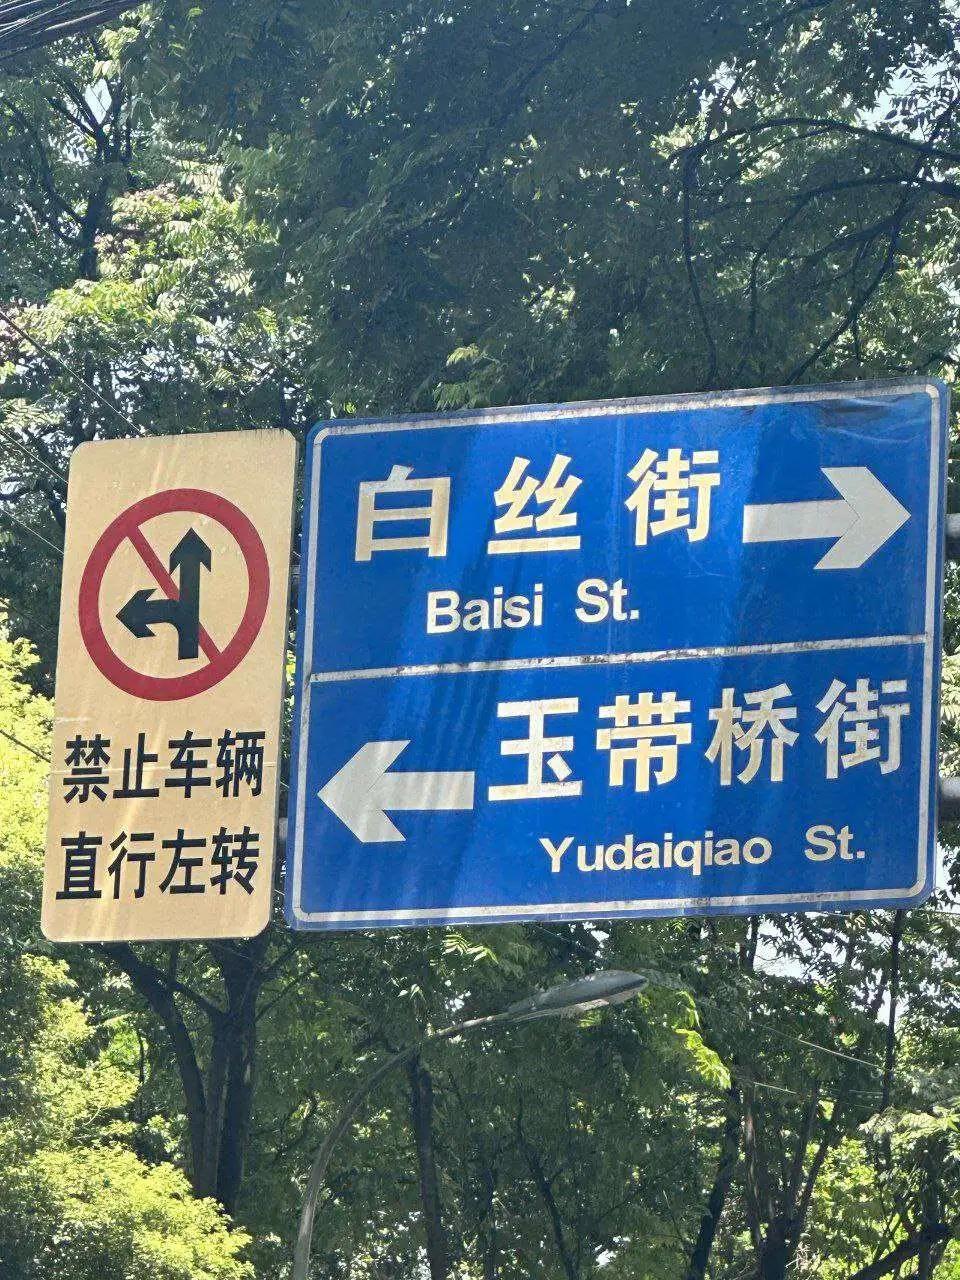 禁止车辆
直行左转
白丝街
Baisi St.
玉带桥街
Yudaiqiao St.